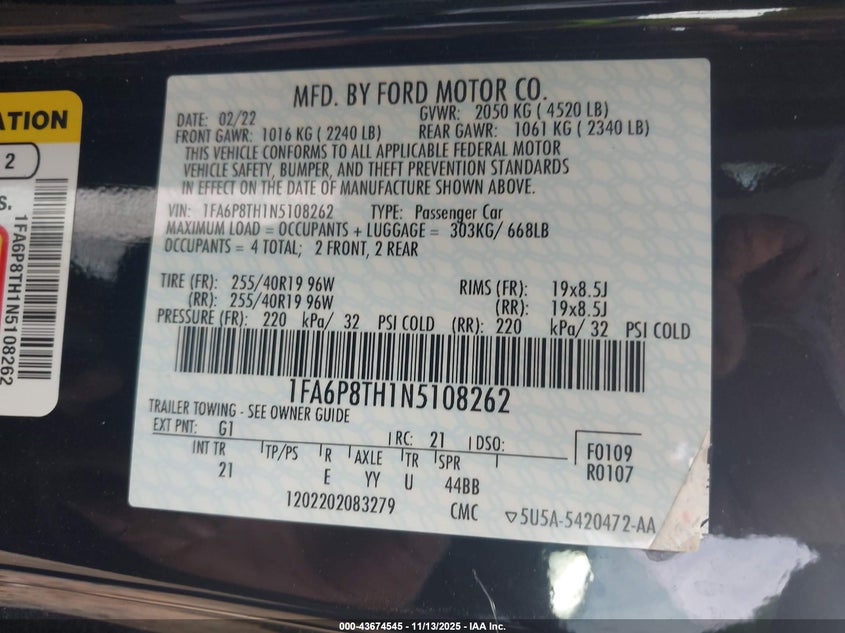 ATION
2
S.
1FA6P8TH1N5108262
MFD. BY FORD MOTOR CO.
DATE: 02/22 GVWR: 2050 KG ( 4520 LB)
FRONT GAWR: 1016 KG ( 2240 LB) REAR GAWR: 1061 KG ( 2340 LB)
THIS VEHICLE CONFORMS TO ALL APPLICABLE FEDERAL MOTOR
VEHICLE SAFETY, BUMPER, AND THEFT PREVENTION STANDARDS
IN EFFECT ON THE DATE OF MANUFACTURE SHOWN ABOVE.
VIN: 1FA6P8TH1N5108262 TYPE: Passenger Car
MAXIMUM LOAD = OCCUPANTS + LUGGAGE = 303KG/ 668LB
OCCUPANTS = 4 TOTAL; 2 FRONT, 2 REAR
TIRE (FR): 255/40R19 96W RIMS (FR): 19x8.5J
(RR): 255/40R19 96W (RR): 19x8.5J
PRESSURE (FR): 220 kPa/ 32 PSI COLD (RR): 220 kPa/ 32 PSI COLD
1FA6P8TH1N5108262
TRAILER TOWING - SEE OWNER GUIDE
EXT PNT: G1 RC: 21 DSO: F0109
INT TR TP/PS R AXLE TR SPR R0107
21 E YY U 44BB
1202202083279 CMC ▽5U5A-5420472-AA
000-43674545 - 11/13/2025 - IAA Inc.